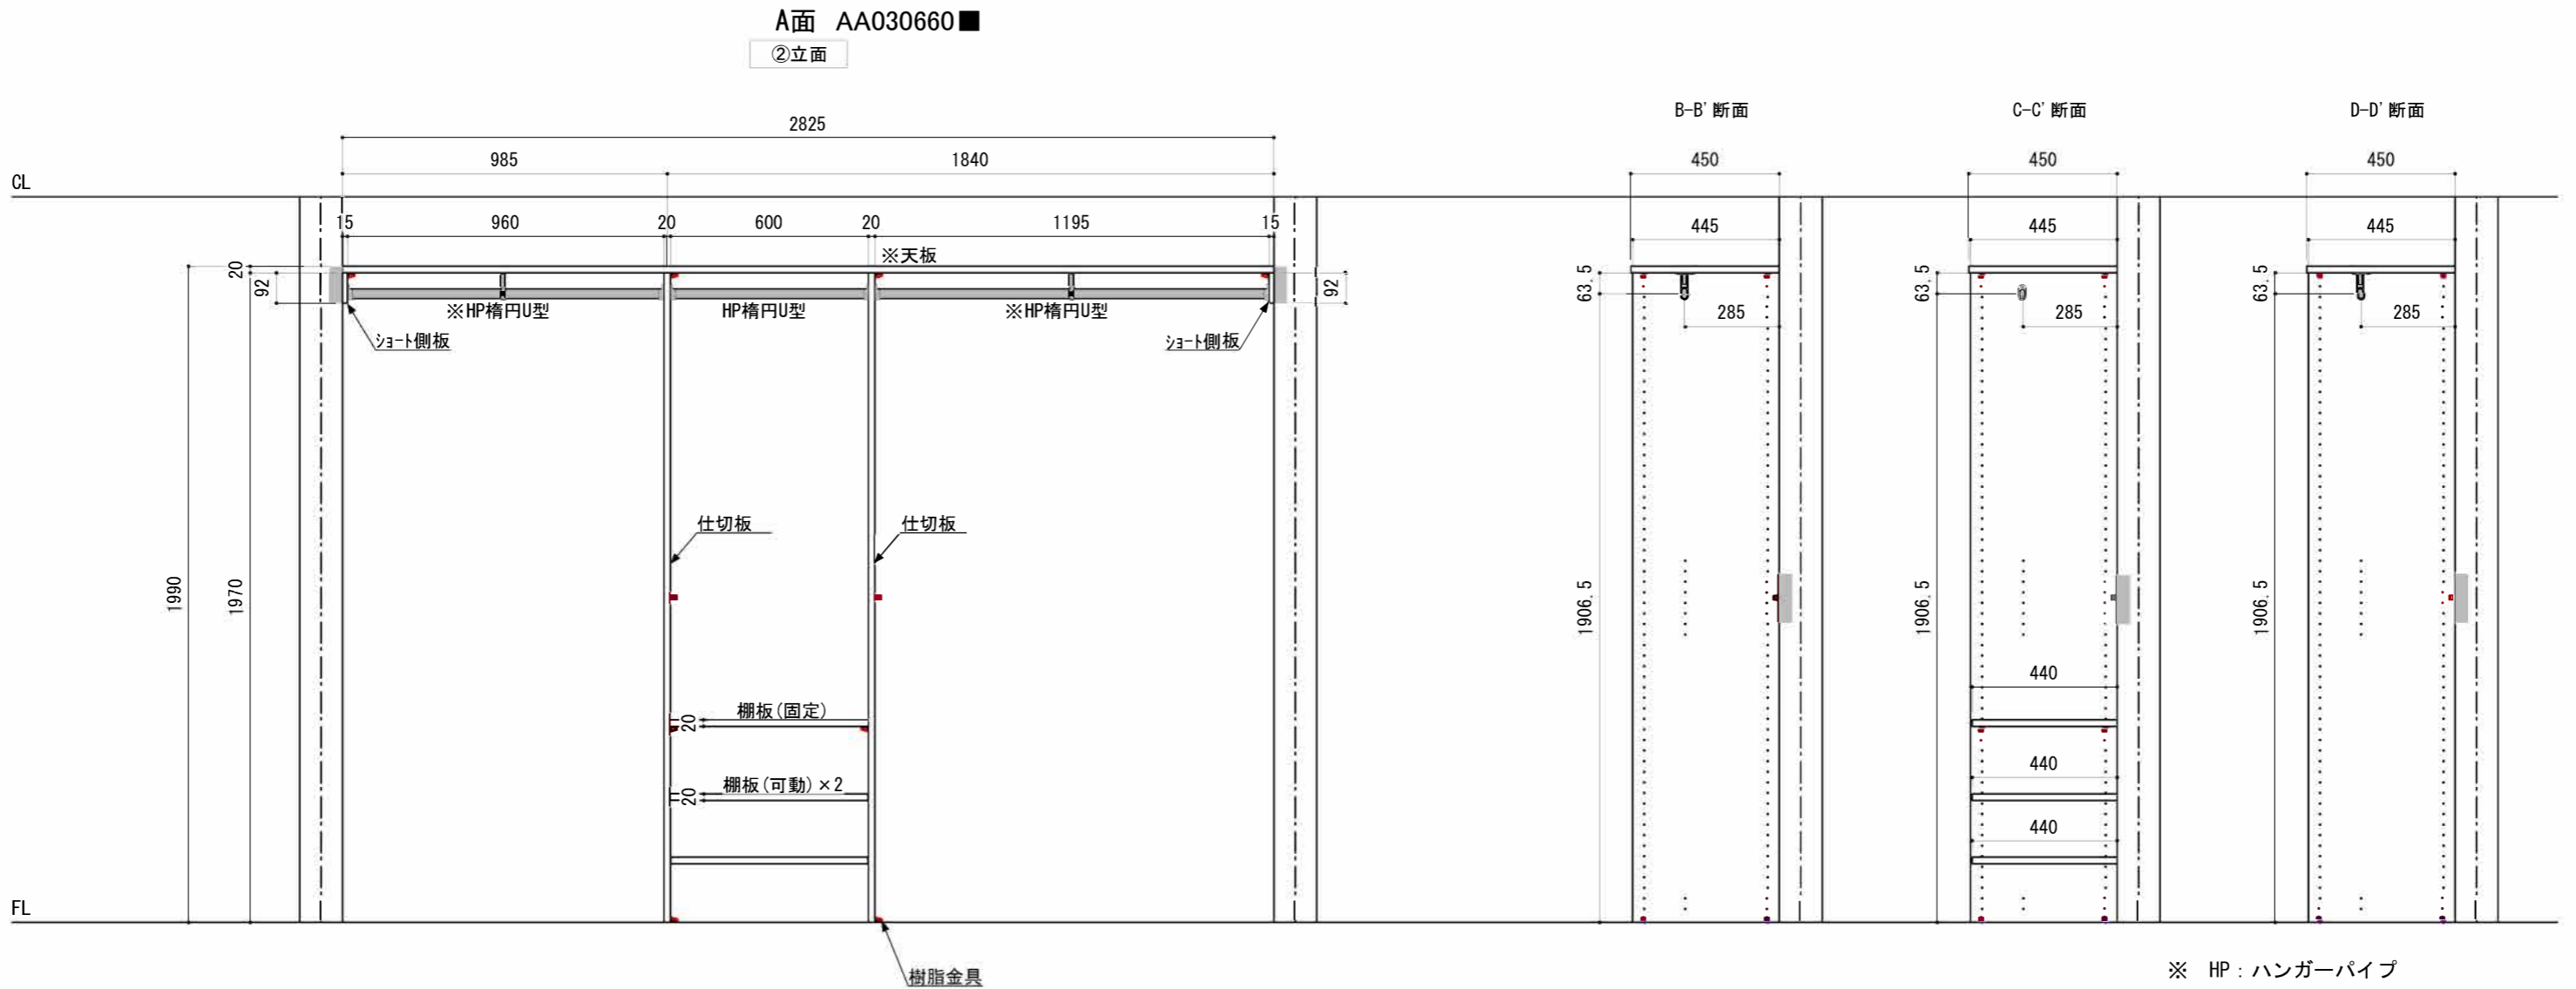 A面 AA030660■
②立面
B-B'断面
C-C'断面
D-D'断面
2825
985
1840
450
450
450
CL
15
960
20
600
20
1195
15
445
445
445
※天板
20
92
92
63.5
63.5
63.5
※HP楕円U型
HP楕円U型
※HP楕円U型
285
285
285
ショート側板
ショート側板
仕切板
仕切板
1990
1970
1906.5
1906.5
1906.5
440
棚板(固定)
20
440
棚板(可動)×2
20
440
FL
樹脂金具
※ HP：ハンガーパイプ